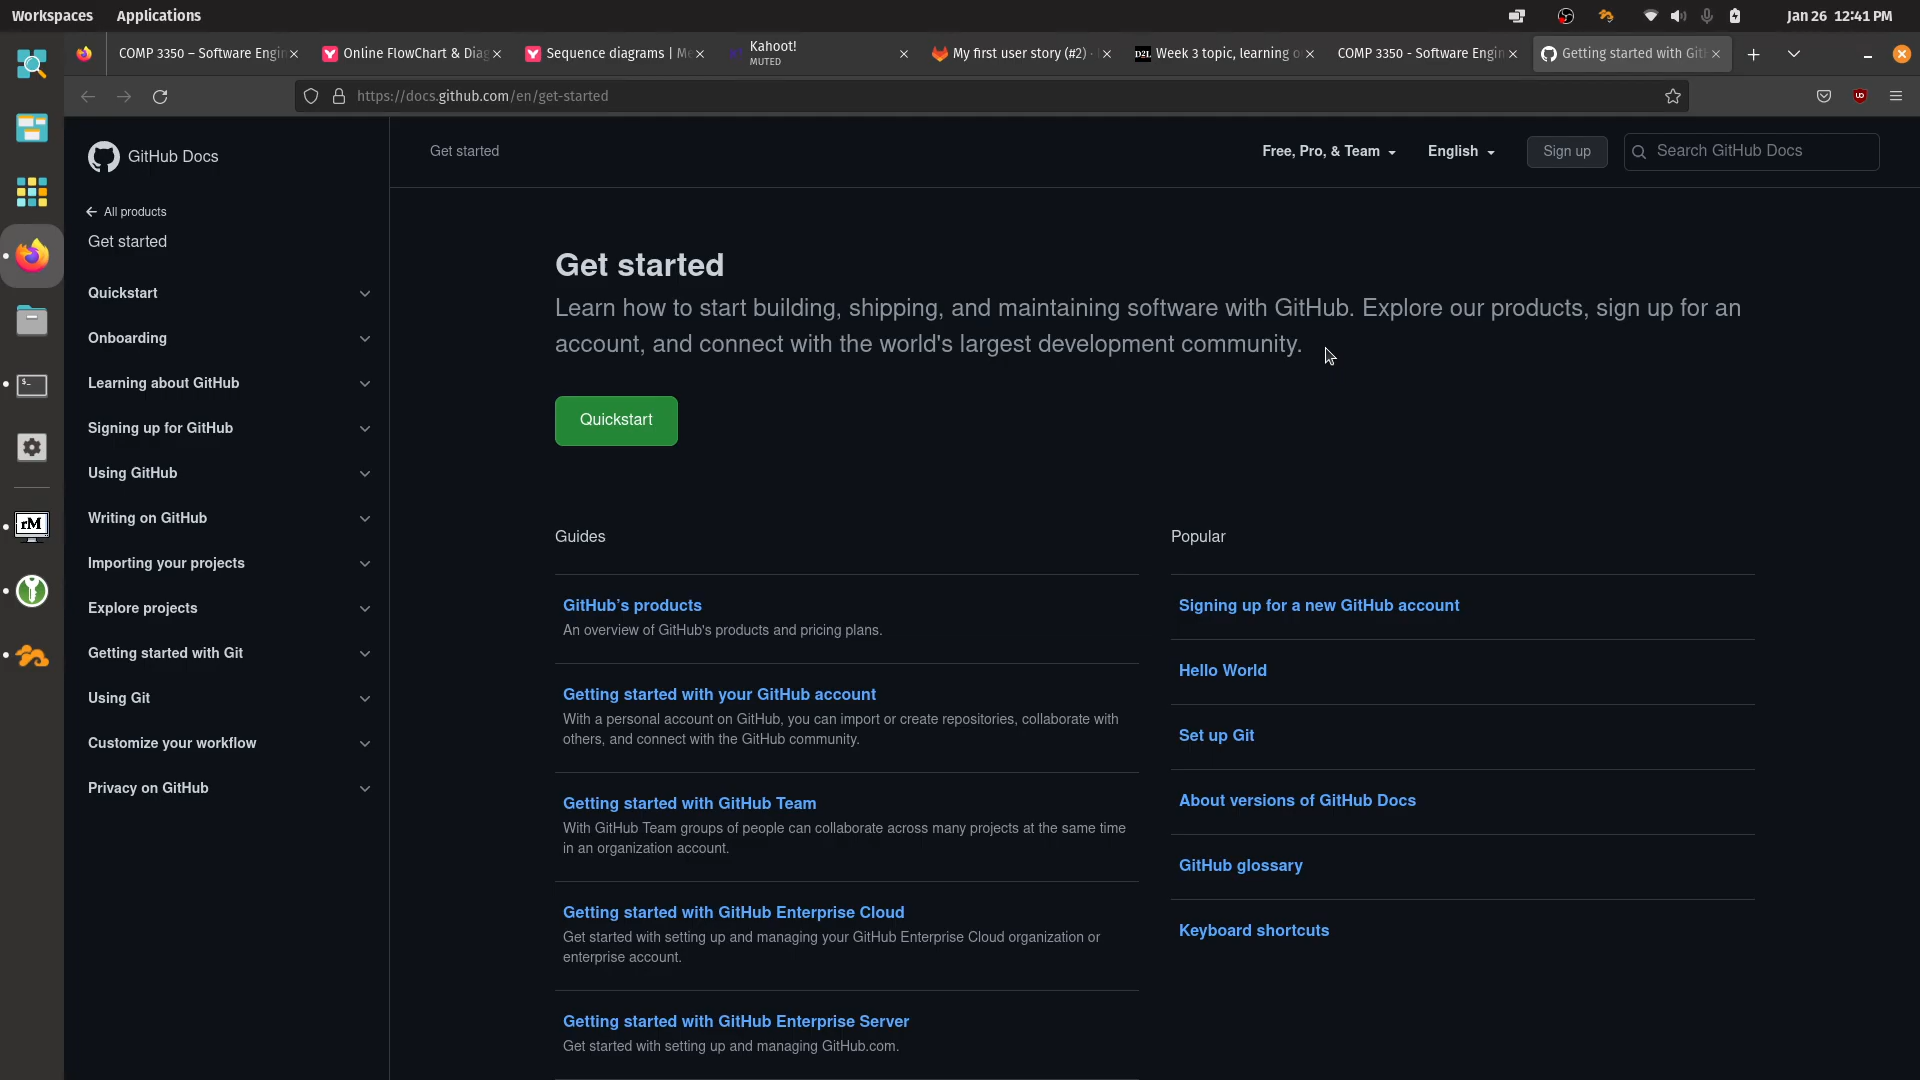 Workspaces Applications Jan 26 12:41 PM
COMP 3350 – Software Engin
Online FlowChart & Diag
Sequence diagrams | Me
Kahoot!
MUTED
My first user story (#2) ·
D2L Week 3 topic, learning o
COMP 3350 - Software Engin
Getting started with Git
https://docs.github.com/en/get-started
GitHub Docs
All products
Get started
Quickstart
Onboarding
Learning about GitHub
Signing up for GitHub
Using GitHub
Writing on GitHub
Importing your projects
Explore projects
Getting started with Git
Using Git
Customize your workflow
Privacy on GitHub
Get started
Free, Pro, & Team
English
Sign up
Search GitHub Docs
Get started
Learn how to start building, shipping, and maintaining software with GitHub. Explore our products, sign up for an
account, and connect with the world's largest development community.
Quickstart
Guides
GitHub’s products
An overview of GitHub's products and pricing plans.
Getting started with your GitHub account
With a personal account on GitHub, you can import or create repositories, collaborate with
others, and connect with the GitHub community.
Getting started with GitHub Team
With GitHub Team groups of people can collaborate across many projects at the same time
in an organization account.
Getting started with GitHub Enterprise Cloud
Get started with setting up and managing your GitHub Enterprise Cloud organization or
enterprise account.
Getting started with GitHub Enterprise Server
Get started with setting up and managing GitHub.com.
Popular
Signing up for a new GitHub account
Hello World
Set up Git
About versions of GitHub Docs
GitHub glossary
Keyboard shortcuts
$_
rM